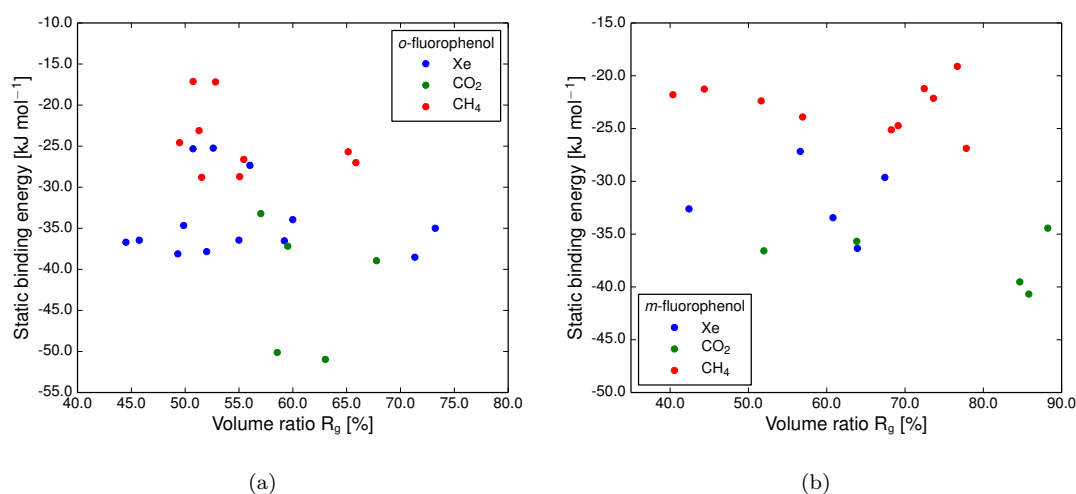 -10.0
-15.0
-20.0
-25.0
-30.0
-35.0
-40.0
-45.0
-50.0
-55.0
Static binding energy [kJ mol⁻¹]
o-fluorophenol
Xe
CO₂
CH₄
40.0 45.0 50.0 55.0 60.0 65.0 70.0 75.0 80.0
Volume ratio R_g [%]
(a)
-15.0
-20.0
-25.0
-30.0
-35.0
-40.0
-45.0
-50.0
Static binding energy [kJ mol⁻¹]
m-fluorophenol
Xe
CO₂
CH₄
40.0 50.0 60.0 70.0 80.0 90.0
Volume ratio R_g [%]
(b)